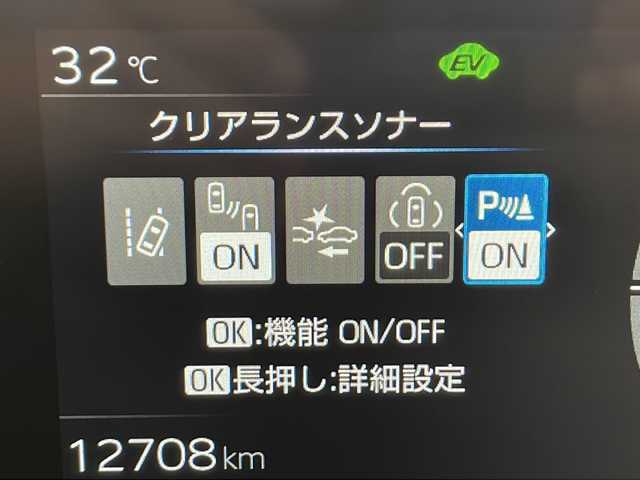 32℃
EV
クリアランスソナー
ON
OFF
P
ON
OK:機能 ON/OFF
OK長押し:詳細設定
12708km